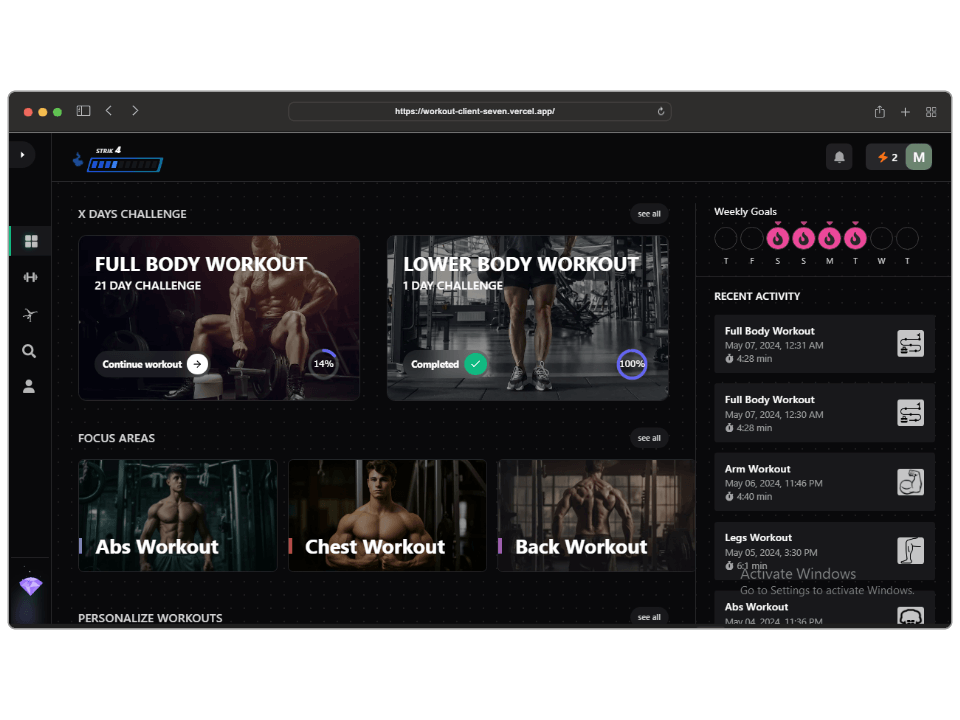 https://workout-client-seven.vercel.app/
STRIK 4
2
M
X DAYS CHALLENGE
see all
FULL BODY WORKOUT
21 DAY CHALLENGE
Continue workout
14%
LOWER BODY WORKOUT
1 DAY CHALLENGE
Completed
100%
FOCUS AREAS
see all
Abs Workout
Chest Workout
Back Workout
PERSONALIZE WORKOUTS
see all
Weekly Goals
T F S S M T W T
RECENT ACTIVITY
Full Body Workout
May 07, 2024, 12:31 AM
4:28 min
Full Body Workout
May 07, 2024, 12:30 AM
4:28 min
Arm Workout
May 06, 2024, 11:46 PM
4:40 min
Legs Workout
May 05, 2024, 3:30 PM
6:1 min
Activate Windows
Go to Settings to activate Windows.
Abs Workout
May 04, 2024, 11:36 PM